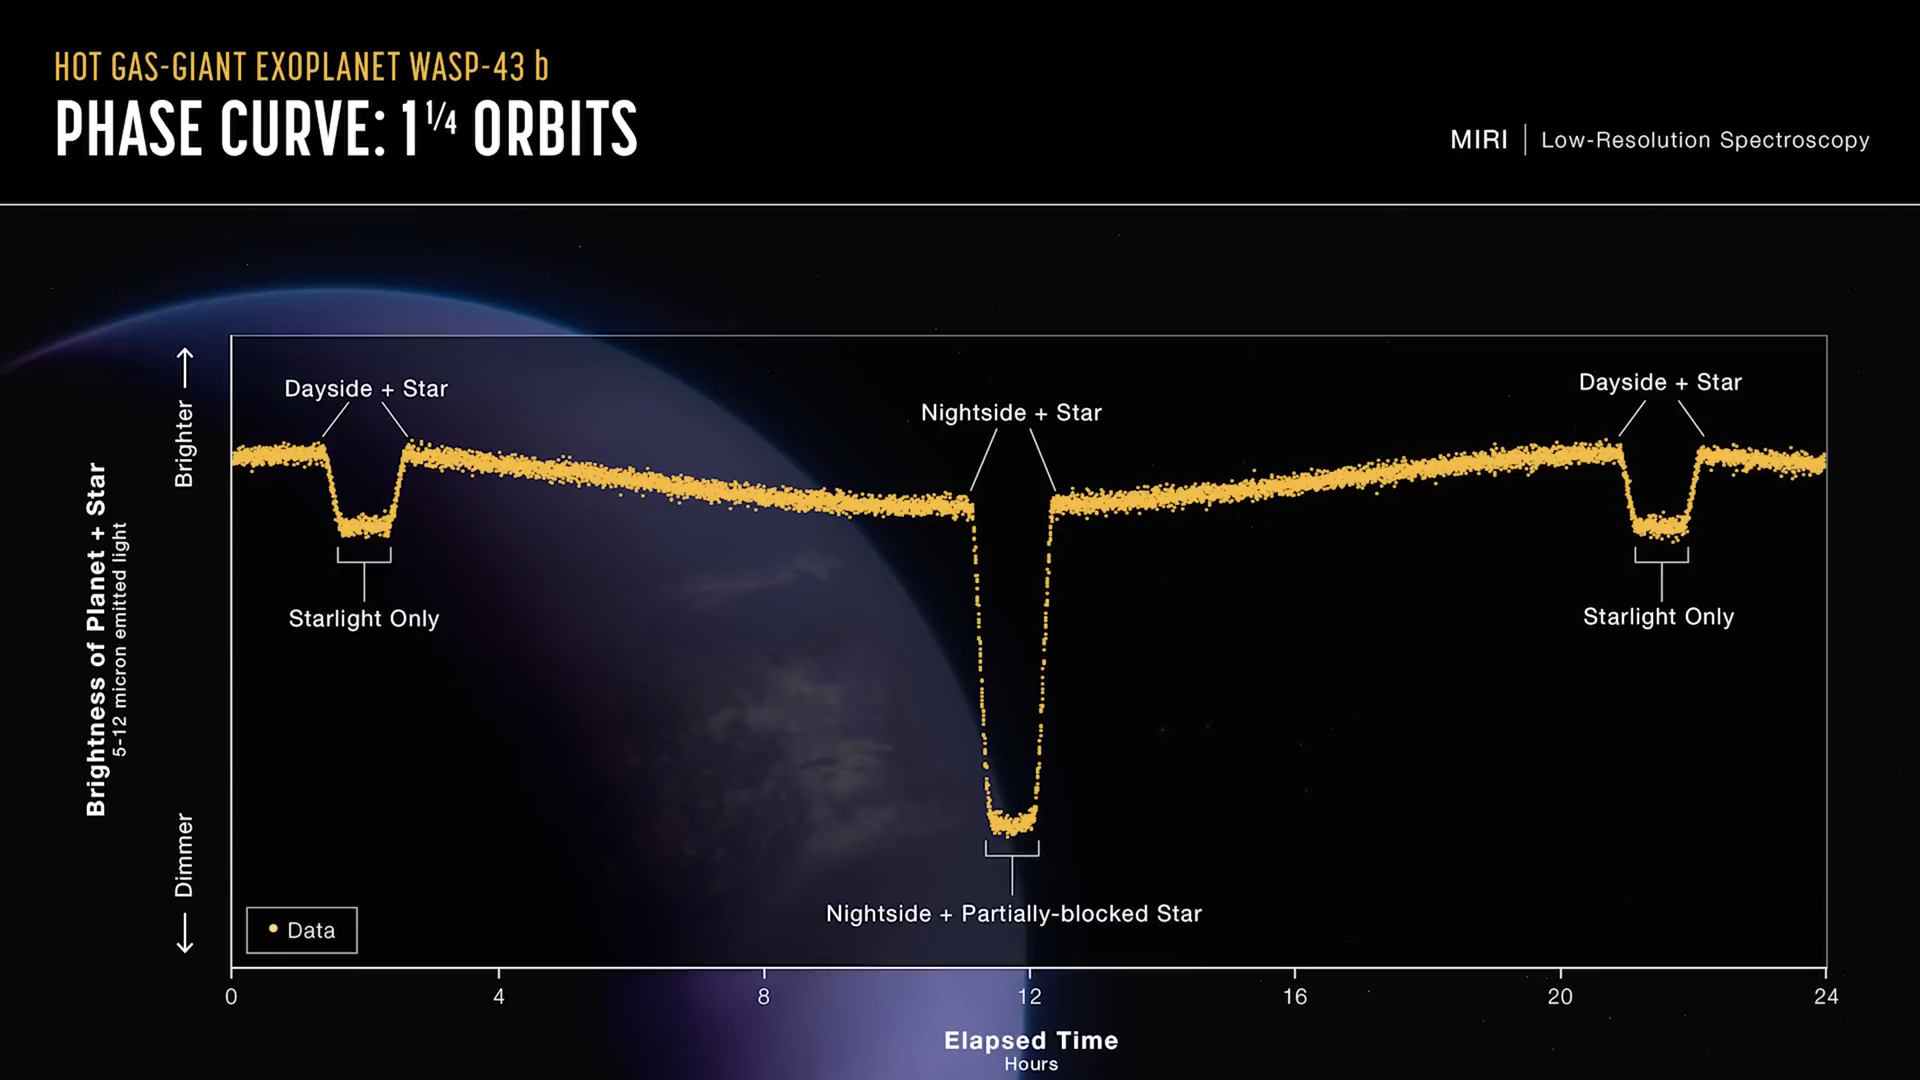 HOT GAS-GIANT EXOPLANET WASP-43 b
PHASE CURVE: 1 1/4 ORBITS
MIRI | Low-Resolution Spectroscopy
Dayside + Star
Nightside + Star
Dayside + Star
Brighter
Starlight Only
Starlight Only
Brightness of Planet + Star
5-12 micron emitted light
Dimmer
Nightside + Partially-blocked Star
Data
0 4 8 12 16 20 24
Elapsed Time
Hours